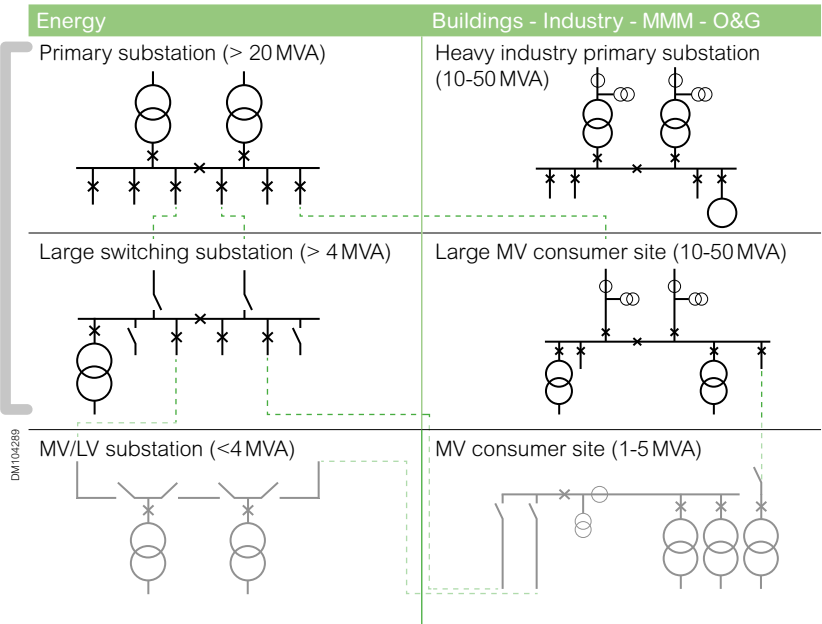 Energy
Buildings - Industry - MMM - O&G
Primary substation (> 20 MVA)
Heavy industry primary substation
(10-50 MVA)
Large switching substation (> 4 MVA)
Large MV consumer site (10-50 MVA)
DM104289
MV/LV substation (<4 MVA)
MV consumer site (1-5 MVA)